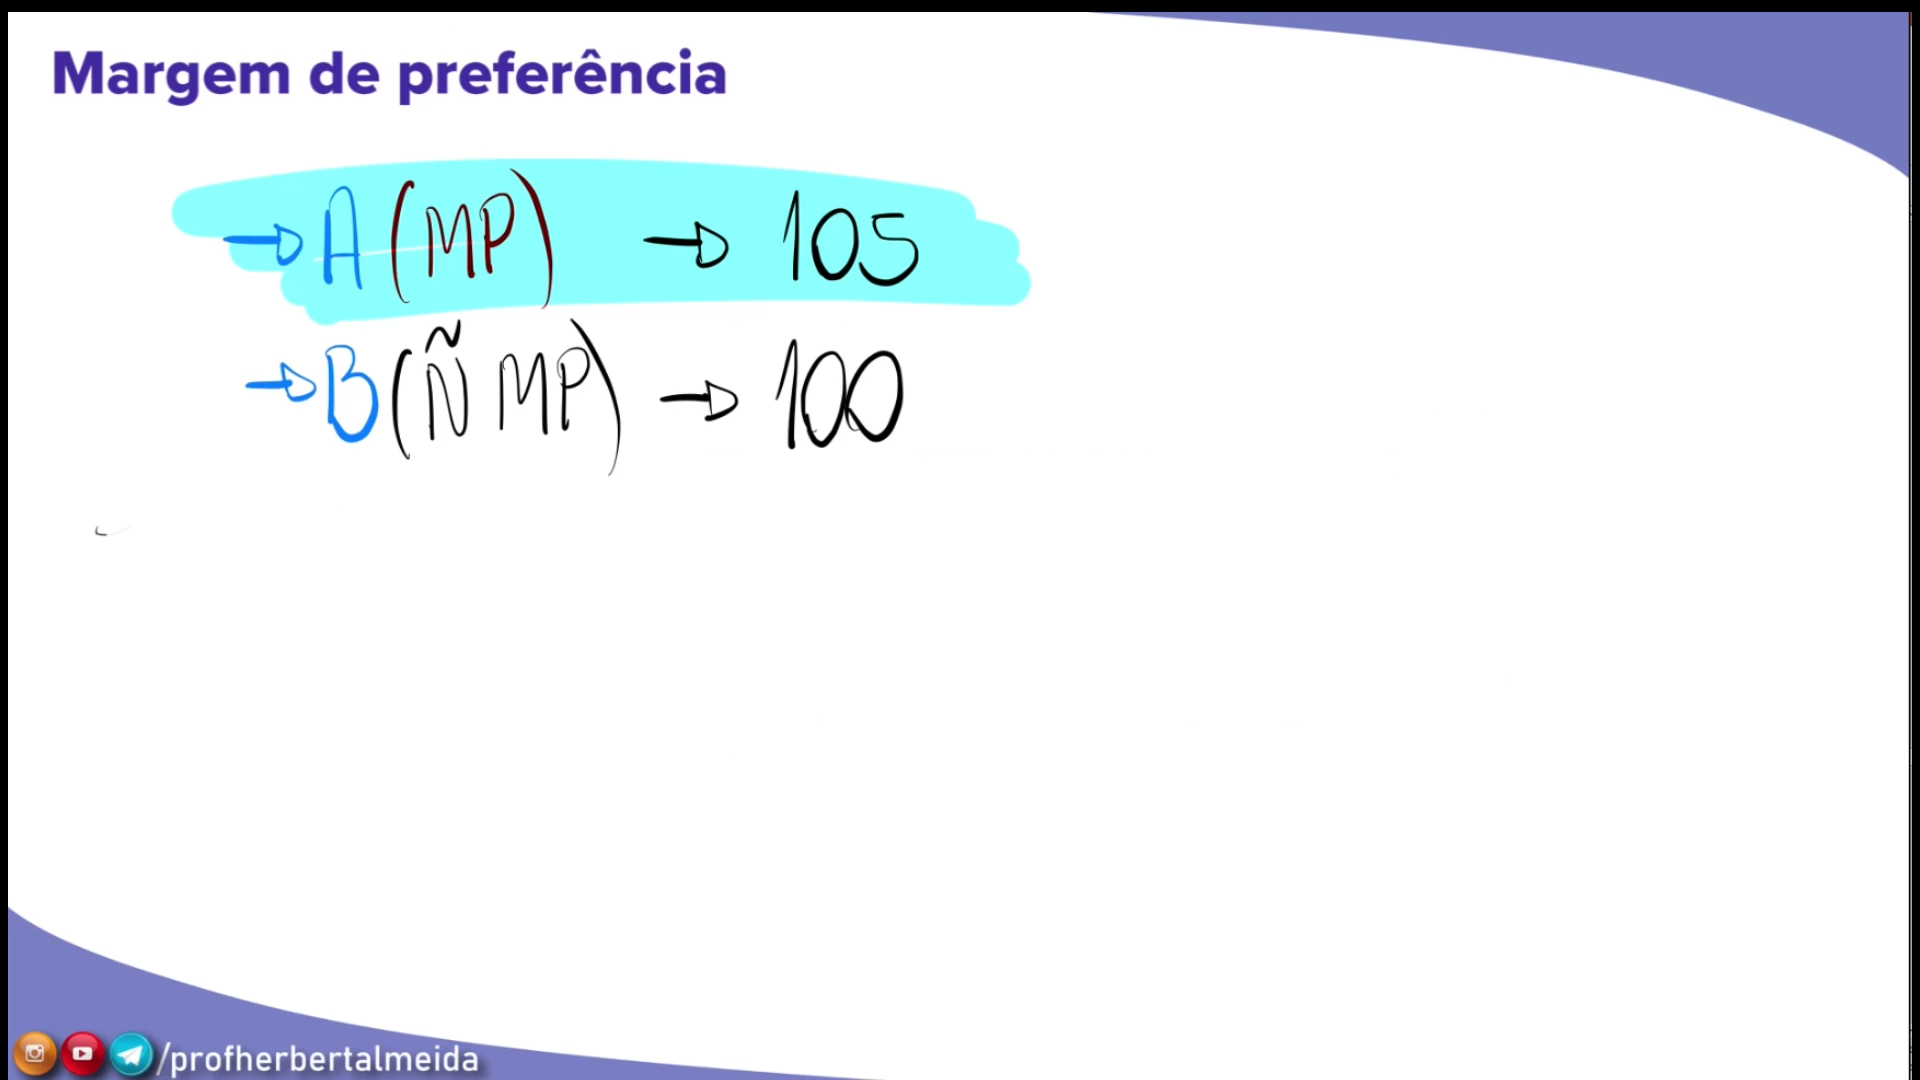 Margem de preferência
→ A (MP) → 105
→ B (Ñ MP) → 100
/profherbertalmeida